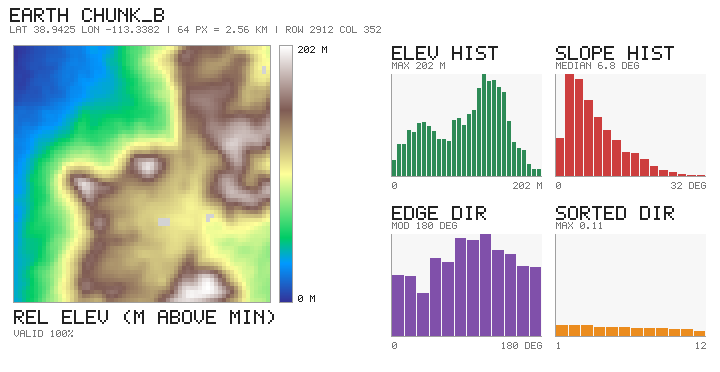 EARTH CHUNK_B
LAT 38.9425 LON -113.3382 | 64 PX = 2.56 KM | ROW 2912 COL 352
202 M
0 M
REL ELEV (M ABOVE MIN)
VALID 100%
ELEV HIST
MAX 202 M
0 202 M
SLOPE HIST
MEDIAN 6.8 DEG
0 32 DEG
EDGE DIR
MOD 180 DEG
0 180 DEG
SORTED DIR
MAX 0.11
1 12